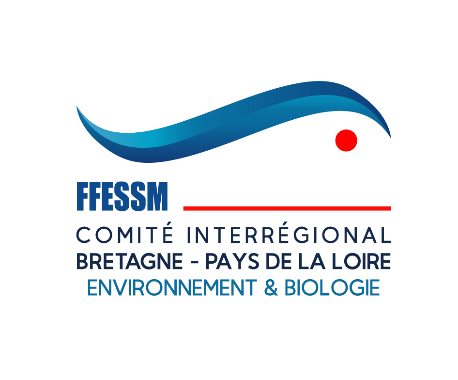 FFESSM
COMITÉ INTERRÉGIONAL
BRETAGNE - PAYS DE LA LOIRE
ENVIRONNEMENT & BIOLOGIE